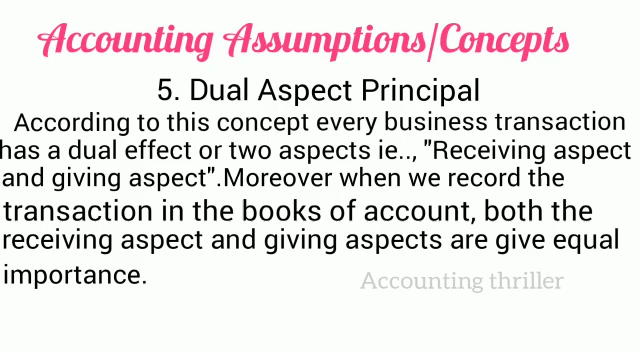 Accounting Assumptions/Concepts
5. Dual Aspect Principal
According to this concept every business transaction
has a dual effect or two aspects ie.., "Receiving aspect
and giving aspect".Moreover when we record the
transaction in the books of account, both the
receiving aspect and giving aspects are give equal
importance.
Accounting thriller